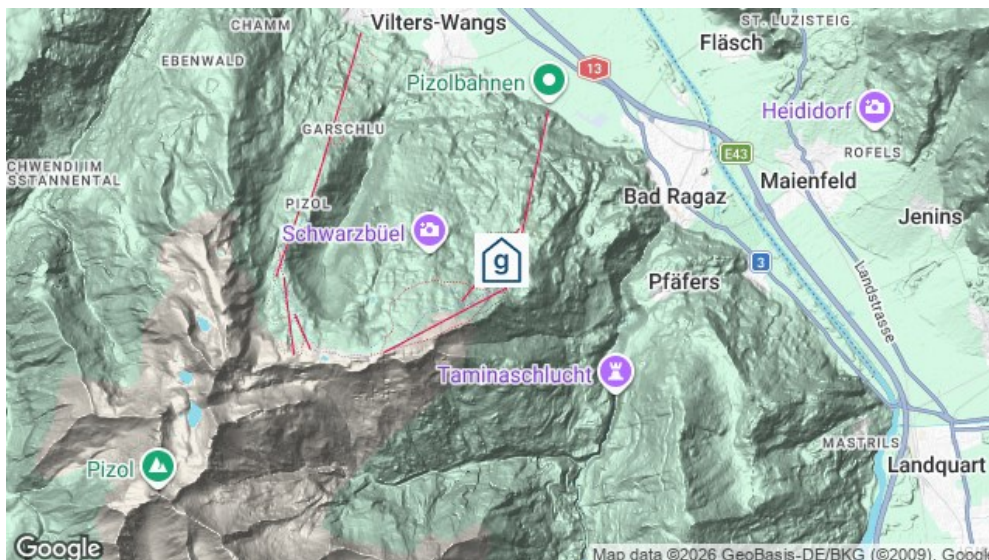 CHAMM
Vilters-Wangs
ST. LUZISTEIG
Fläsch
EBENWALD
13
Pizolbahnen
Heididorf
GARSCHLU
E43
ROFELS
CHWENDI|IM
SSTANNENTAL
Maienfeld
Bad Ragaz
PIZOL
Jenins
Schwarzbüel
g
3
Pfäfers
Landstrasse
Taminaschlucht
MASTRILS
Pizol
Landquart
Google
Map data ©2026 GeoBasis-DE/BKG (©2009), Google